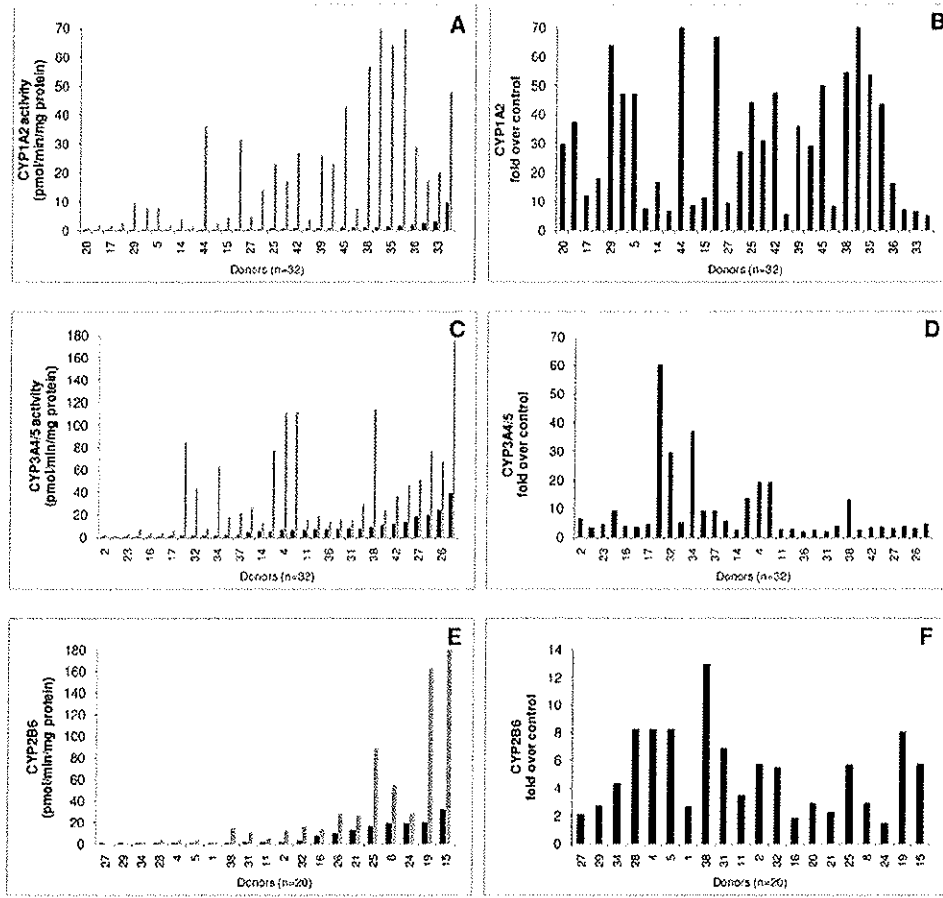 A
CYP1A2 activity
(pmol/min/mg protein)
70
60
50
40
30
20
10
0
20 17 29 5 14 44 15 27 25 42 39 45 38 35 36 33
Donors (n=32)
B
CYP1A2
fold over control
70
60
50
40
30
20
10
0
20 17 29 5 14 44 15 27 25 42 39 45 38 35 36 33
Donors (n=32)
C
CYP3A4/5 activity
(pmol/min/mg protein)
180
160
140
120
100
80
60
40
20
0
2 23 16 17 32 34 37 14 4 11 36 31 38 42 27 26
Donors (n=32)
D
CYP3A4/5
fold over control
70
60
50
40
30
20
10
0
2 23 16 17 32 34 37 14 4 11 36 31 38 42 27 26
Donors (n=32)
E
CYP2B6
(pmol/min/mg protein)
180
160
140
120
100
80
60
40
20
0
27 29 34 28 4 5 1 38 31 11 2 32 16 26 21 25 8 24 19 15
Donors (n=20)
F
CYP2B6
fold over control
14
12
10
8
6
4
2
0
27 29 34 28 4 5 1 38 31 11 2 32 16 20 21 25 8 24 19 15
Donors (n=20)